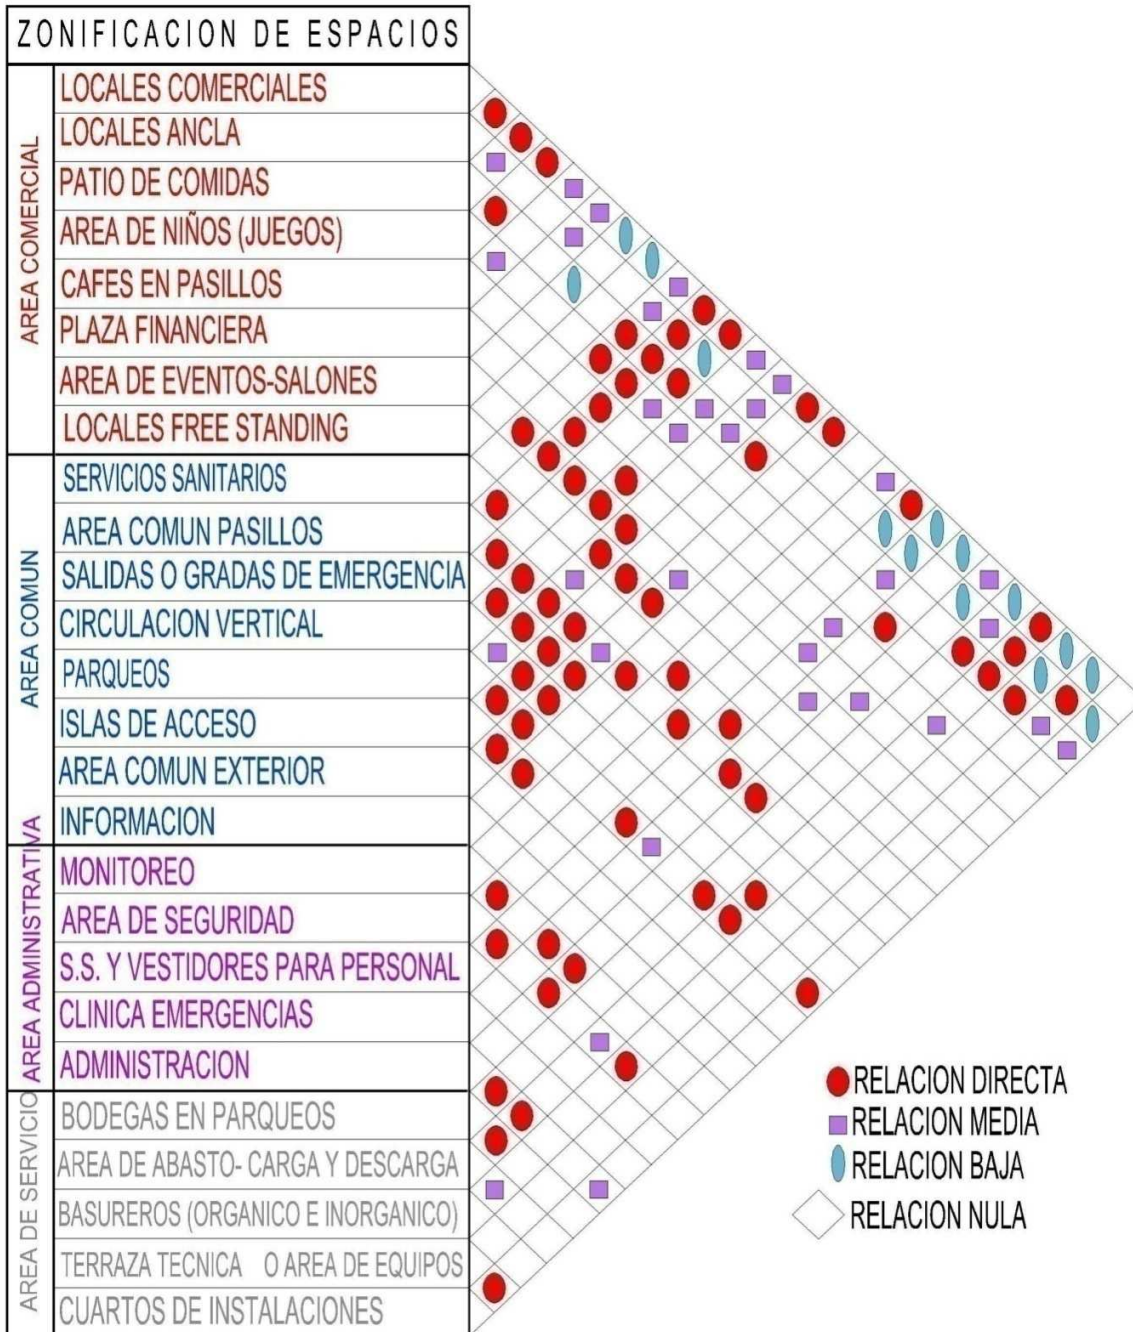 ZONIFICACION DE ESPACIOS
AREA COMERCIAL
LOCALES COMERCIALES
LOCALES ANCLA
PATIO DE COMIDAS
AREA DE NIÑOS (JUEGOS)
CAFES EN PASILLOS
PLAZA FINANCIERA
AREA DE EVENTOS-SALONES
LOCALES FREE STANDING
AREA COMUN
SERVICIOS SANITARIOS
AREA COMUN PASILLOS
SALIDAS O GRADAS DE EMERGENCIA
CIRCULACION VERTICAL
PARQUEOS
ISLAS DE ACCESO
AREA COMUN EXTERIOR
INFORMACION
AREA ADMINISTRATIVA
MONITOREO
AREA DE SEGURIDAD
S.S. Y VESTIDORES PARA PERSONAL
CLINICA EMERGENCIAS
ADMINISTRACION
AREA DE SERVICIO
BODEGAS EN PARQUEOS
AREA DE ABASTO- CARGA Y DESCARGA
BASUREROS (ORGANICO E INORGANICO)
TERRAZA TECNICA O AREA DE EQUIPOS
CUARTOS DE INSTALACIONES
RELACION DIRECTA
RELACION MEDIA
RELACION BAJA
RELACION NULA